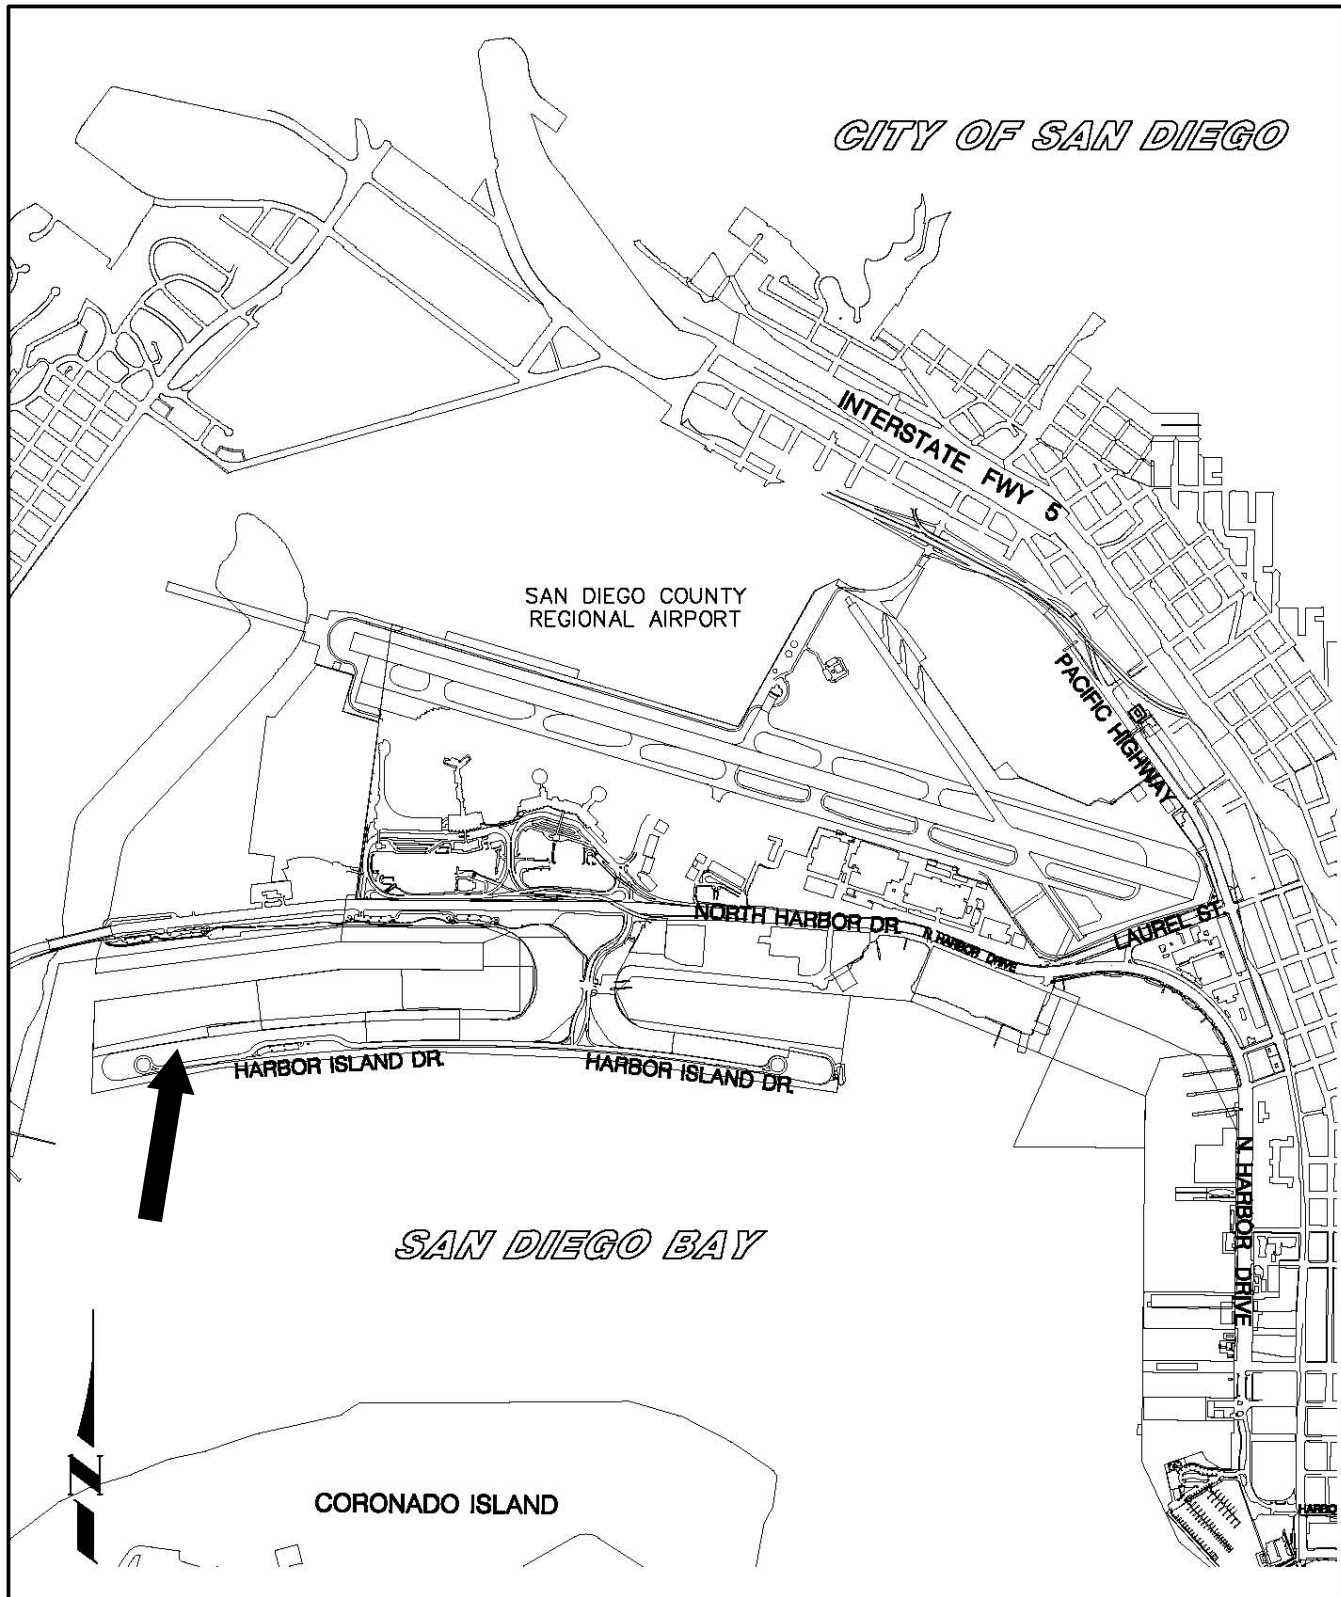 CITY OF SAN DIEGO
INTERSTATE FWY 5
SAN DIEGO COUNTY
REGIONAL AIRPORT
PACIFIC HIGHWAY
NORTH HARBOR DR.
N. HARBOR DRIVE
LAUREL ST.
HARBOR ISLAND DR.
HARBOR ISLAND DR.
N. HARBOR DRIVE
SAN DIEGO BAY
N
CORONADO ISLAND
HARBO